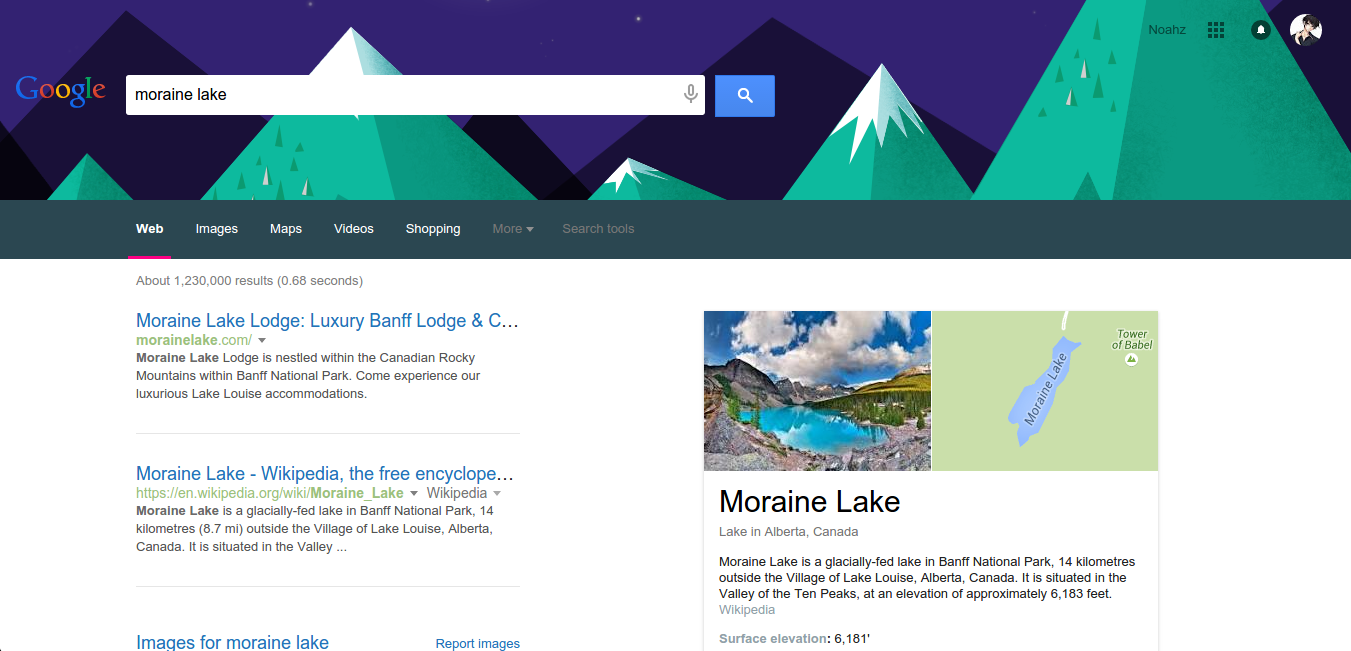 Noahz
Google
moraine lake
Web Images Maps Videos Shopping More Search tools
About 1,230,000 results (0.68 seconds)
Moraine Lake Lodge: Luxury Banff Lodge & C...
morainelake.com/
Moraine Lake Lodge is nestled within the Canadian Rocky
Mountains within Banff National Park. Come experience our
luxurious Lake Louise accommodations.
Moraine Lake - Wikipedia, the free encyclope...
https://en.wikipedia.org/wiki/Moraine_Lake Wikipedia
Moraine Lake is a glacially-fed lake in Banff National Park, 14
kilometres (8.7 mi) outside the Village of Lake Louise, Alberta,
Canada. It is situated in the Valley ...
Images for moraine lake Report images
Tower
of Babel
Moraine Lake
Moraine Lake
Lake in Alberta, Canada
Moraine Lake is a glacially-fed lake in Banff National Park, 14 kilometres
outside the Village of Lake Louise, Alberta, Canada. It is situated in the
Valley of the Ten Peaks, at an elevation of approximately 6,183 feet.
Wikipedia
Surface elevation: 6,181'